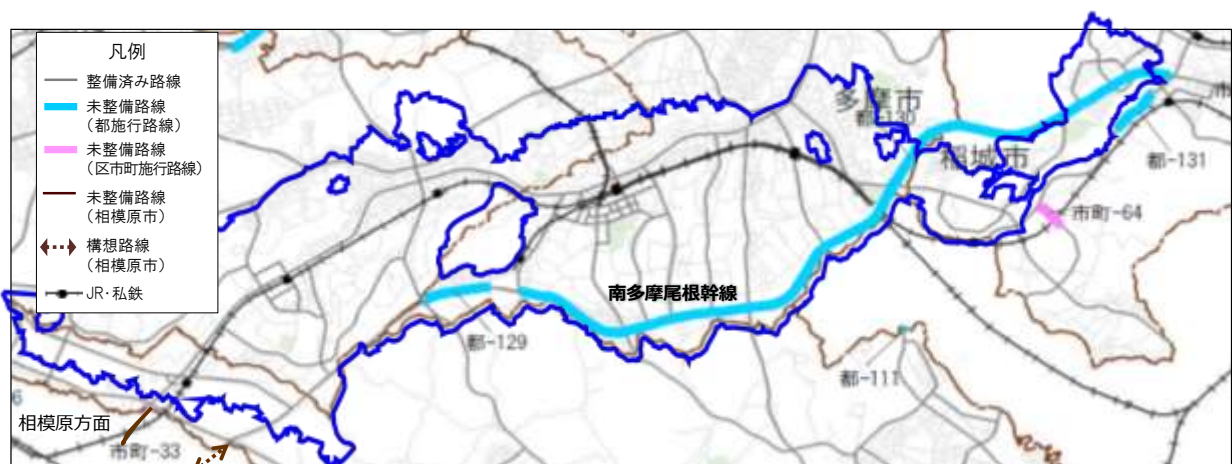 凡例
整備済み路線
未整備路線
(都施行路線)
未整備路線
(区市町施行路線)
未整備路線
(相模原市)
構想路線
(相模原市)
JR・私鉄
多摩市
都-130
稲城市
都-131
市町-64
南多摩尾根幹線
都-129
都-111
相模原方面
市町-33